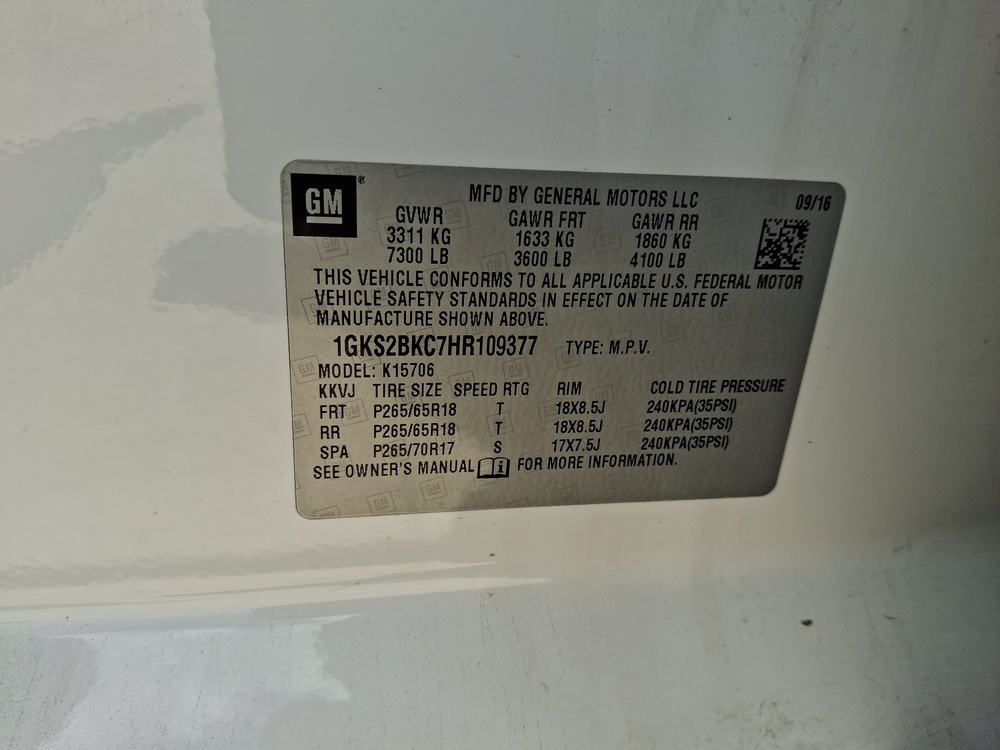 GM®
MFD BY GENERAL MOTORS LLC 09/16
GVWR GAWR FRT GAWR RR
3311 KG 1633 KG 1860 KG
7300 LB 3600 LB 4100 LB
THIS VEHICLE CONFORMS TO ALL APPLICABLE U.S. FEDERAL MOTOR
VEHICLE SAFETY STANDARDS IN EFFECT ON THE DATE OF
MANUFACTURE SHOWN ABOVE.
1GKS2BKC7HR109377 TYPE: M.P.V.
MODEL: K15706
KKVJ TIRE SIZE SPEED RTG RIM COLD TIRE PRESSURE
FRT P265/65R18 T 18X8.5J 240KPA(35PSI)
RR P265/65R18 T 18X8.5J 240KPA(35PSI)
SPA P265/70R17 S 17X7.5J 240KPA(35PSI)
SEE OWNER'S MANUAL i FOR MORE INFORMATION.